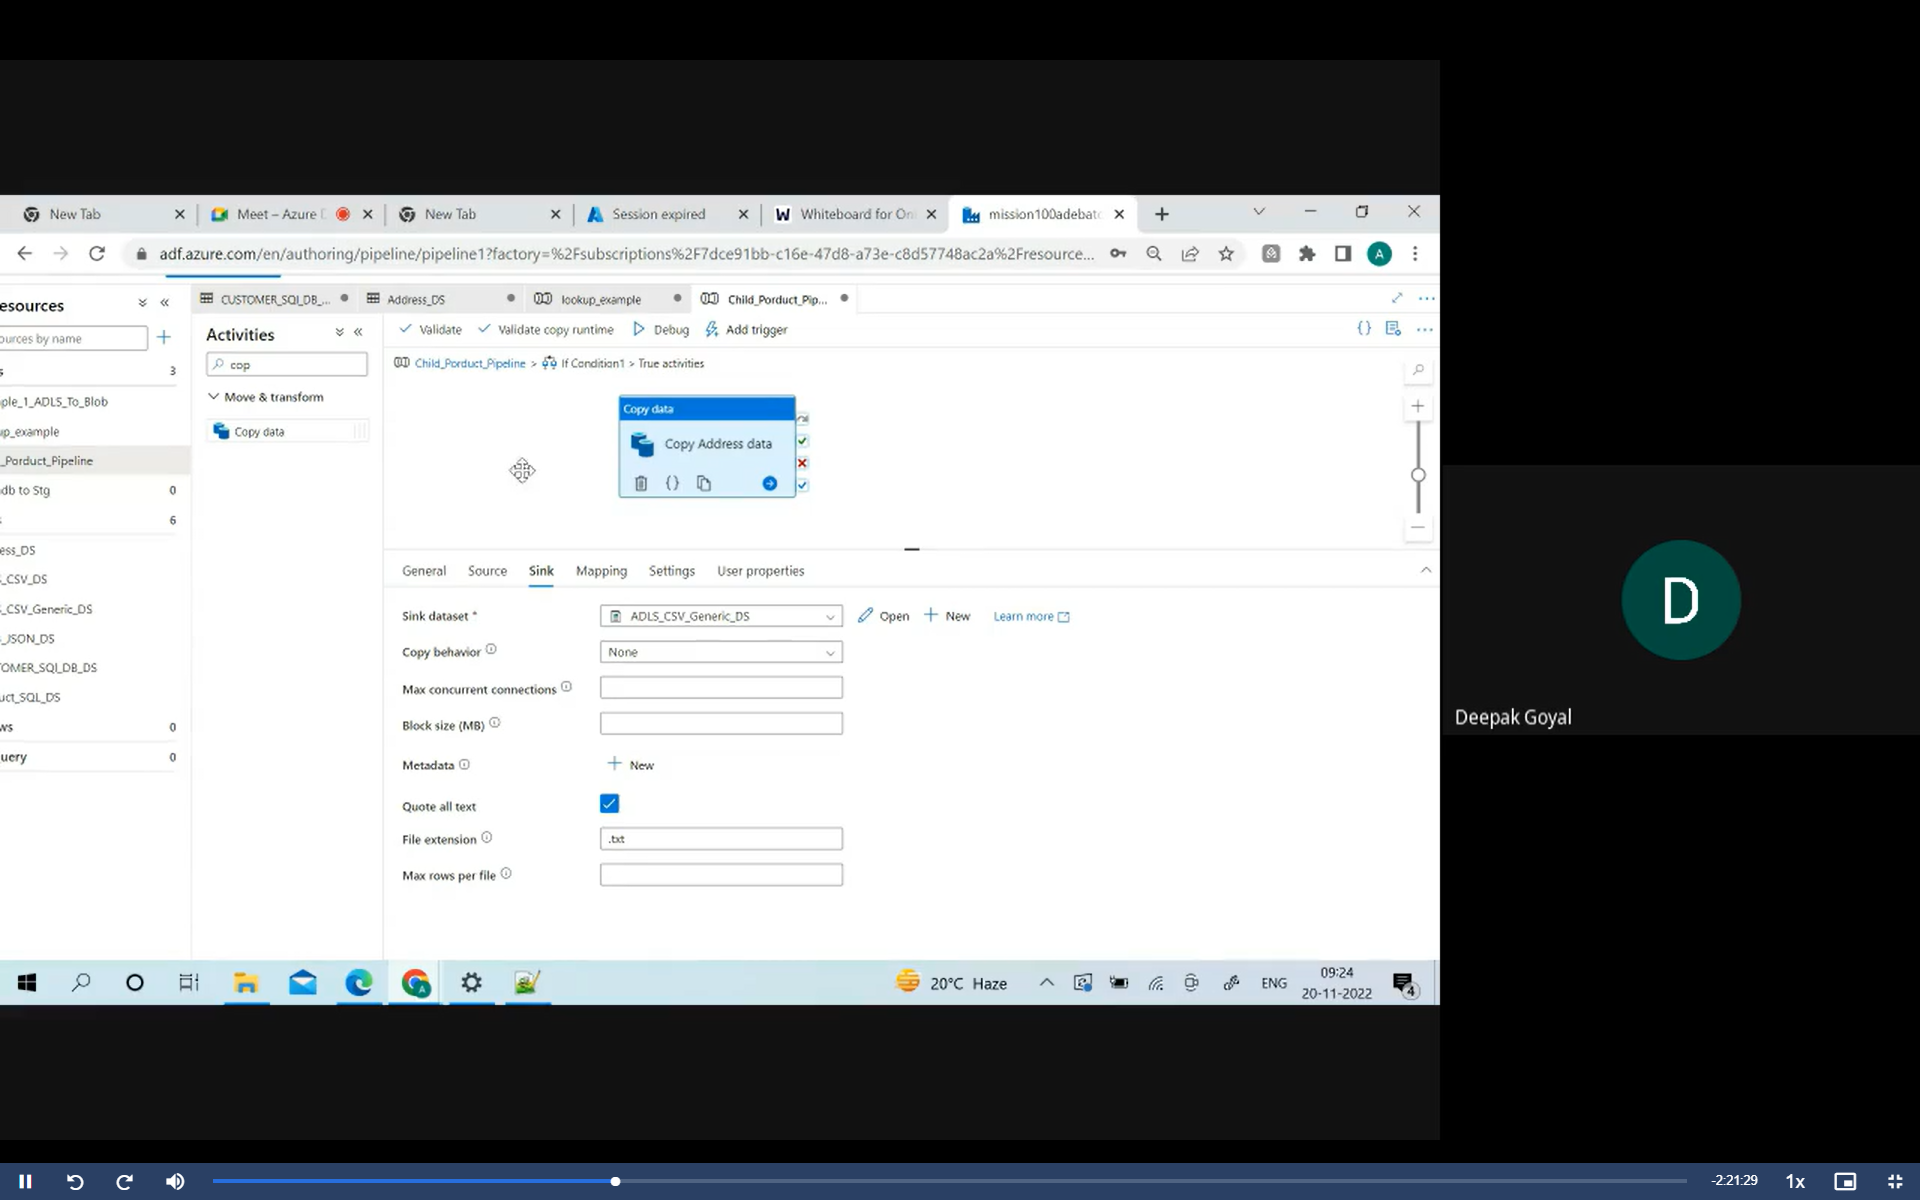 New Tab
Meet – Azure D
New Tab
Session expired
W
Whiteboard for On
mission100adebat
adf.azure.com/en/authoring/pipeline/pipeline1?factory=%2Fsubscriptions%2F7dce91bb-c16e-47d8-a73e-c8d57748ac2a%2Fresource...
A
esources
ources by name
s
3
ple_1_ADLS_To_Blob
up_example
_Porduct_Pipeline
db to Stg
0
6
ess_DS
_CSV_DS
_CSV_Generic_DS
_JSON_DS
TOMER_SQl_DB_DS
uct_SQL_DS
ws
0
uery
0
CUSTOMER_SQl_DB_...
Address_DS
lookup_example
Child_Porduct_Pip...
Activities
cop
Move & transform
Copy data
Validate
Validate copy runtime
Debug
Add trigger
Child_Porduct_Pipeline > If Condition1 > True activities
Copy data
Copy Address data
General
Source
Sink
Mapping
Settings
User properties
Sink dataset *
ADLS_CSV_Generic_DS
Open
New
Learn more
Copy behavior
None
Max concurrent connections
Block size (MB)
Metadata
New
Quote all text
File extension
.txt
Max rows per file
20°C Haze
ENG
09:24
20-11-2022
4
D
Deepak Goyal
-2:21:29
1x